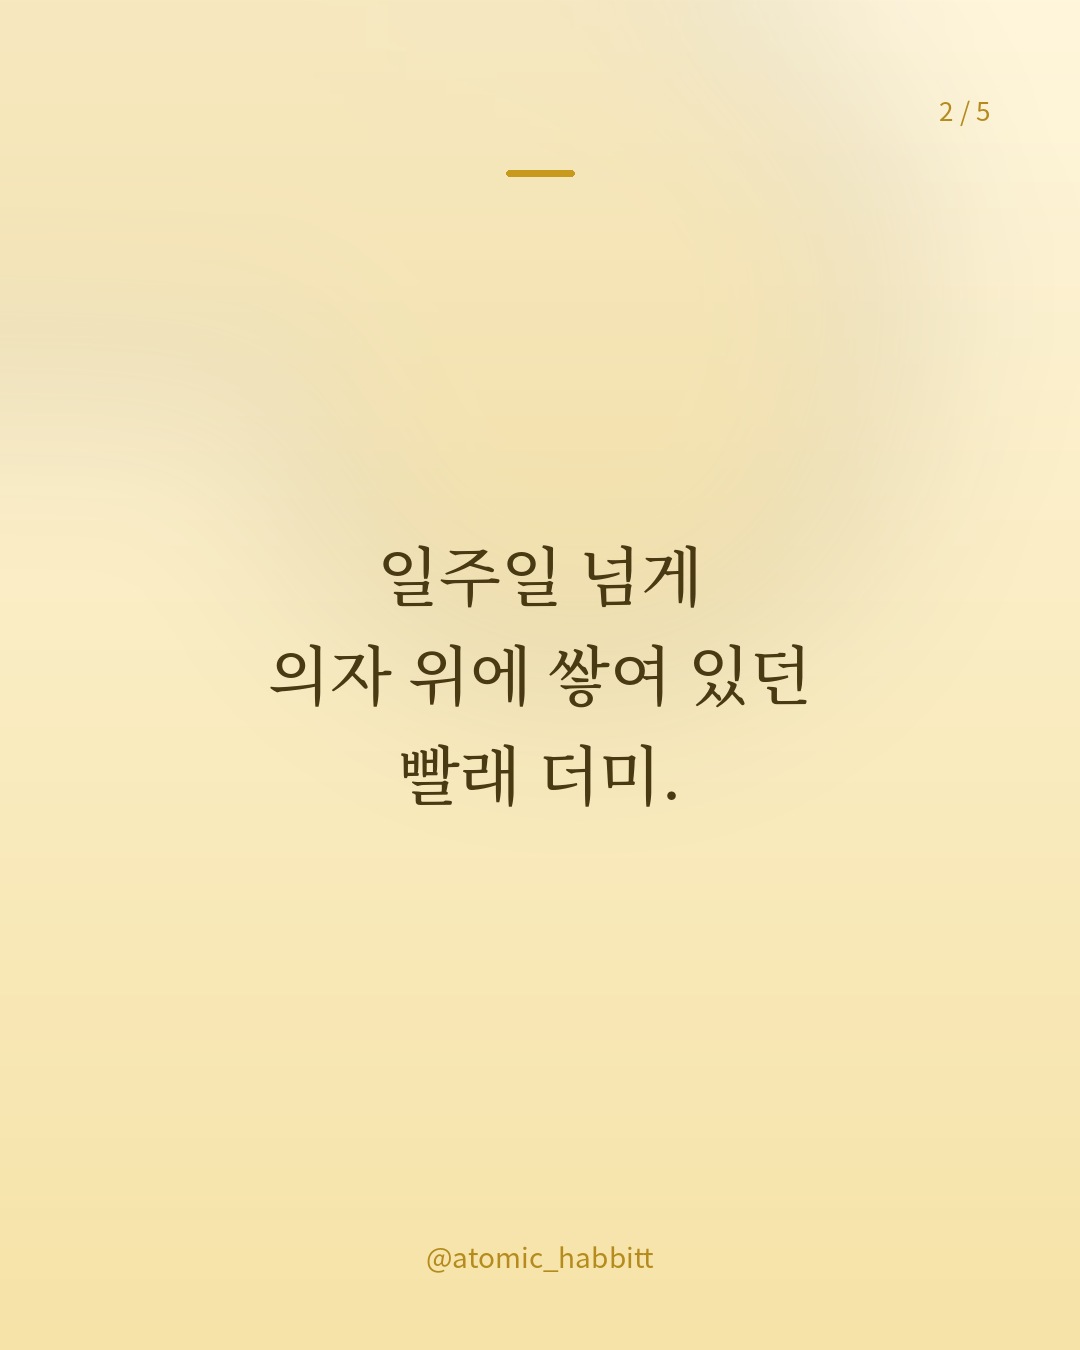 2 / 5
일주일 넘게
의자 위에 쌓여 있던
빨래 더미.
@atomic_habbitt